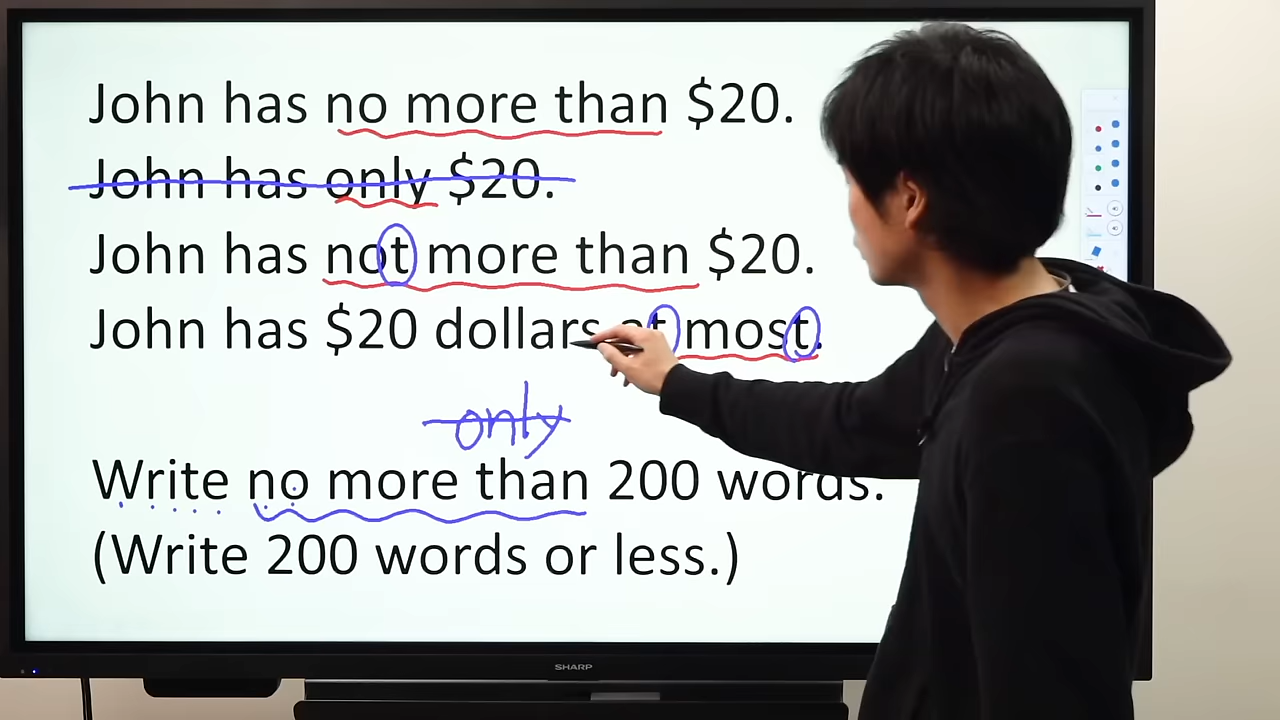 John has no more than $20.
John has only $20.
John has not more than $20.
John has $20 dollars at most.
only
Write no more than 200 words.
(Write 200 words or less.)
SHARP